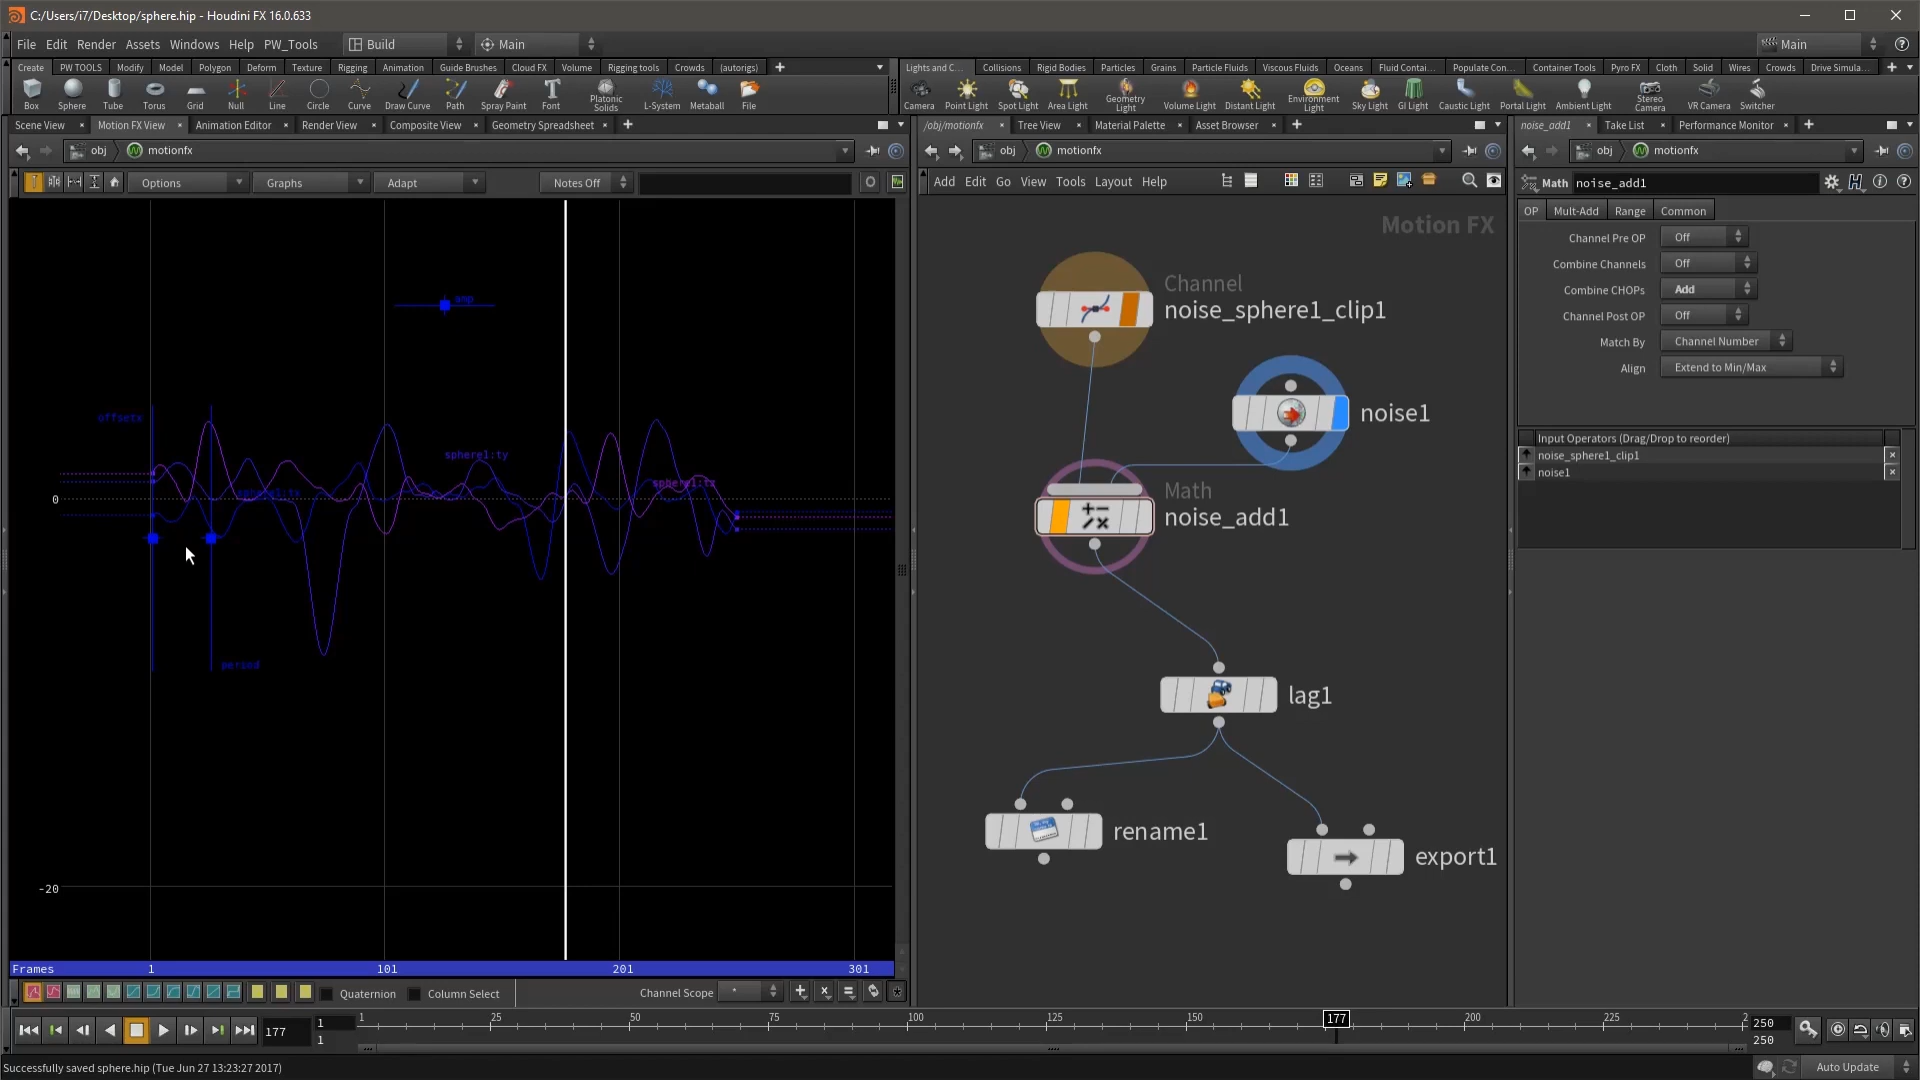 C:/Users/i7/Desktop/sphere.hip - Houdini FX 16.0.633
File Edit Render Assets Windows Help PW_Tools Build Main Main
Create PW TOOLS Modify Model Polygon Deform Texture Rigging Animation Guide Brushes Cloud FX Volume Rigging tools Crowds (autorigs)
Lights and C... Collisions Rigid Bodies Particles Grains Particle Fluids Viscous Fluids Oceans Fluid Contai... Populate Con... Container Tools Pyro FX Cloth Solid Wires Crowds Drive Simula...
Box Sphere Tube Torus Grid Null Line Circle Curve Draw Curve Path Spray Paint Font Platonic Solids L-System Metaball File
Camera Point Light Spot Light Area Light Geometry Light Volume Light Distant Light Environment Light Sky Light GI Light Caustic Light Portal Light Ambient Light Stereo Camera VR Camera Switcher
Scene View Motion FX View Animation Editor Render View Composite View Geometry Spreadsheet
/obj/motionfx Tree View Material Palette Asset Browser
noise_add1 Take List Performance Monitor
obj motionfx
obj motionfx
obj motionfx
Options Graphs Adapt Notes Off
Add Edit Go View Tools Layout Help
Math noise_add1
OP Mult-Add Range Common
Channel Pre OP Off
Combine Channels Off
Combine CHOPs Add
Channel Post OP Off
Match By Channel Number
Align Extend to Min/Max
Input Operators (Drag/Drop to reorder)
noise_sphere1_clip1
noise1
Motion FX
Channel
noise_sphere1_clip1
noise1
Math
noise_add1
lag1
rename1
export1
amp
offsetx
sphere1:ty
sphere1:tx
sphere1:tz
0
period
-20
Frames 1 101 201 301
Quaternion Column Select Channel Scope *
177 1 1 1 25 50 75 100 125 150 177 200 225 2 250 250
Successfully saved sphere.hip (Tue Jun 27 13:23:27 2017)
Auto Update